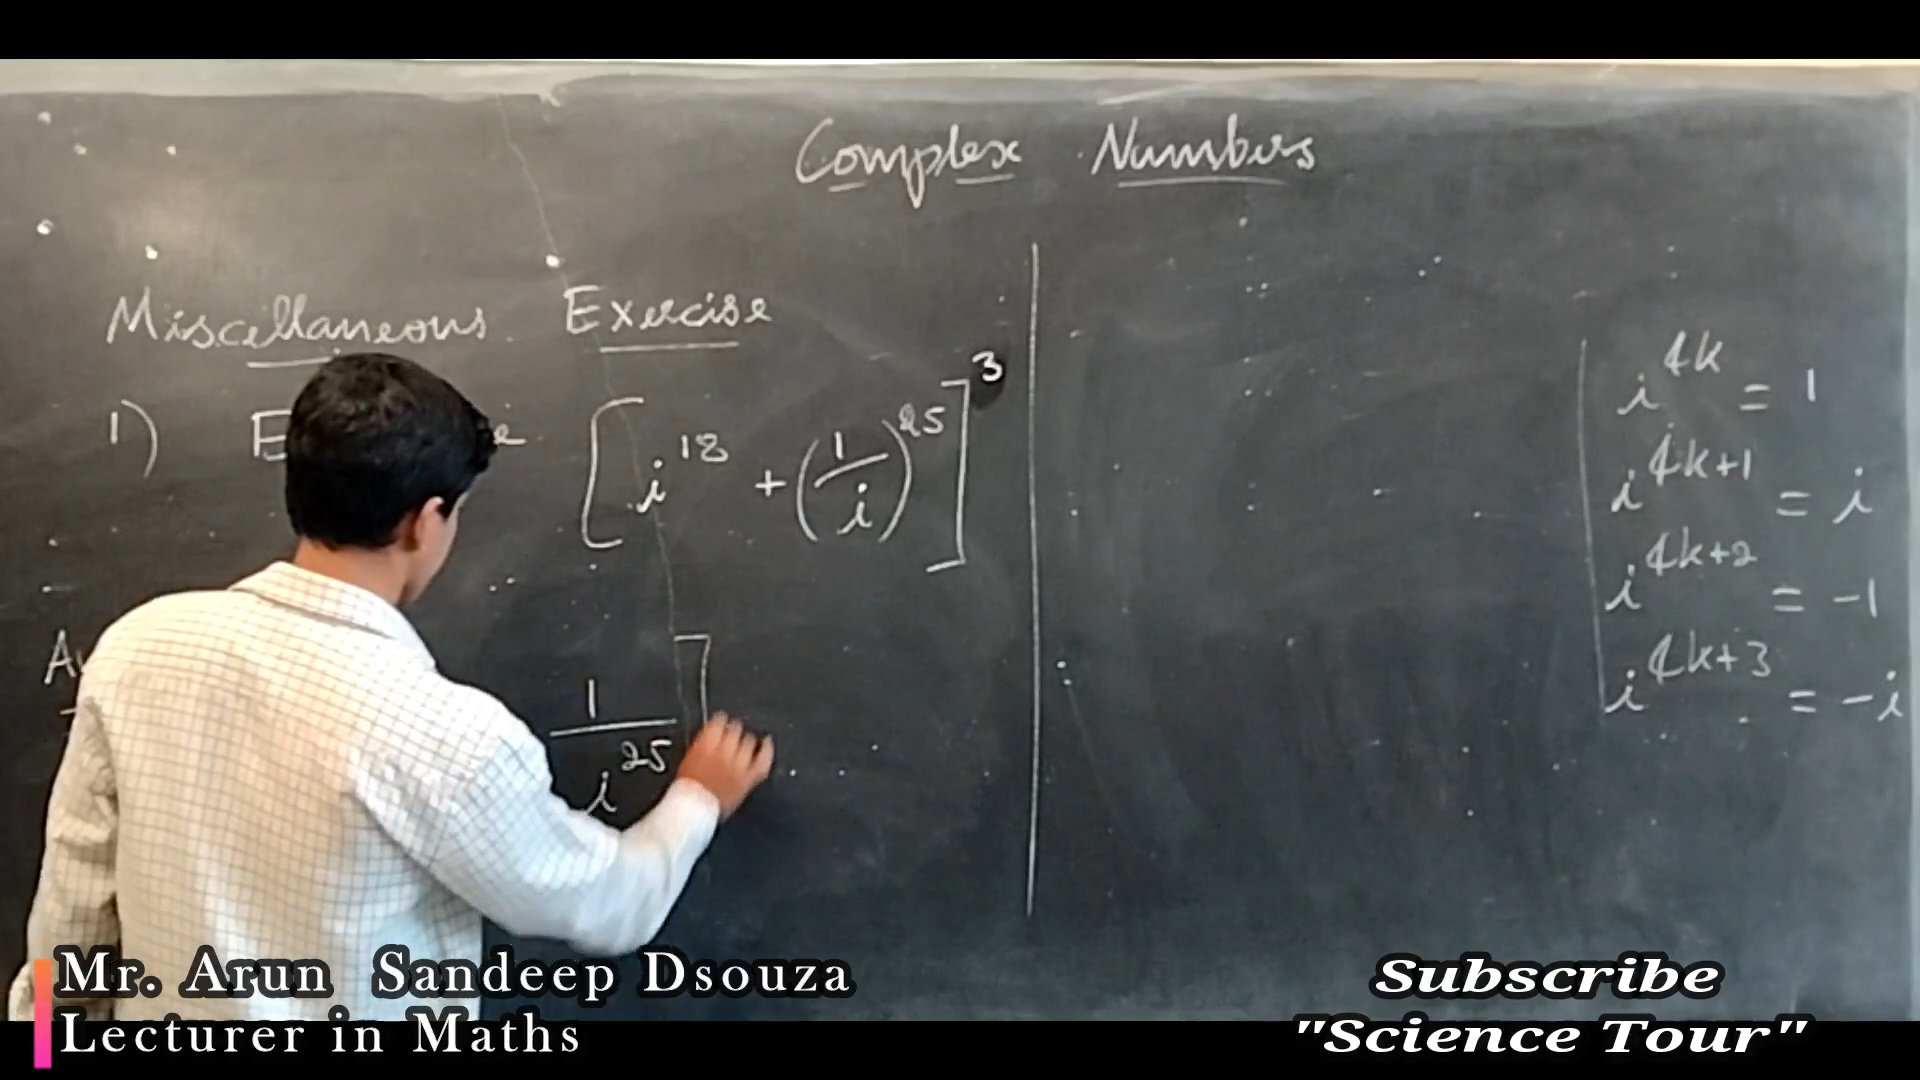 Complex Numbers
Miscellaneous Exercise
1) [i^18 + (1/i)^25]^3
1/i^25 ]
i^4k = 1
i^4k+1 = i
i^4k+2 = -1
i^4k+3 = -i
Mr. Arun Sandeep Dsouza
Lecturer in Maths
Subscribe
"Science Tour"